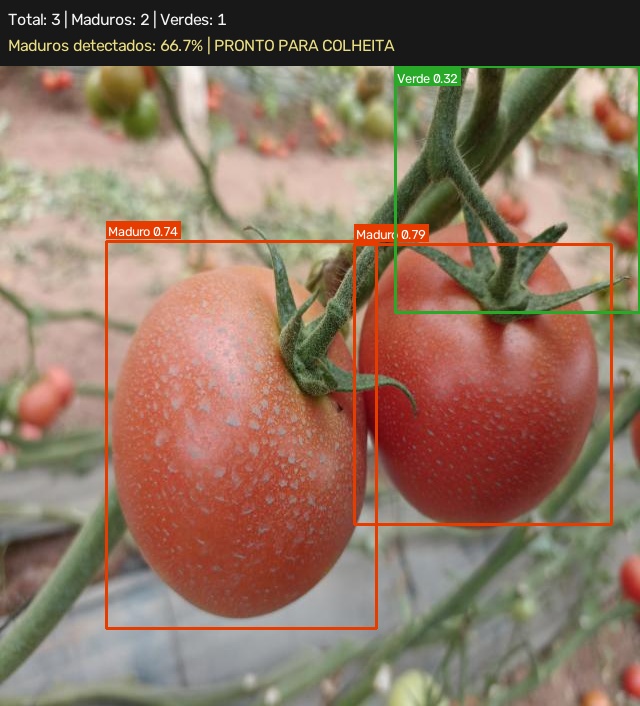 Total: 3 | Maduros: 2 | Verdes: 1
Maduros detectados: 66.7% | PRONTO PARA COLHEITA
Verde 0.32
Maduro 0.74
Maduro 0.79